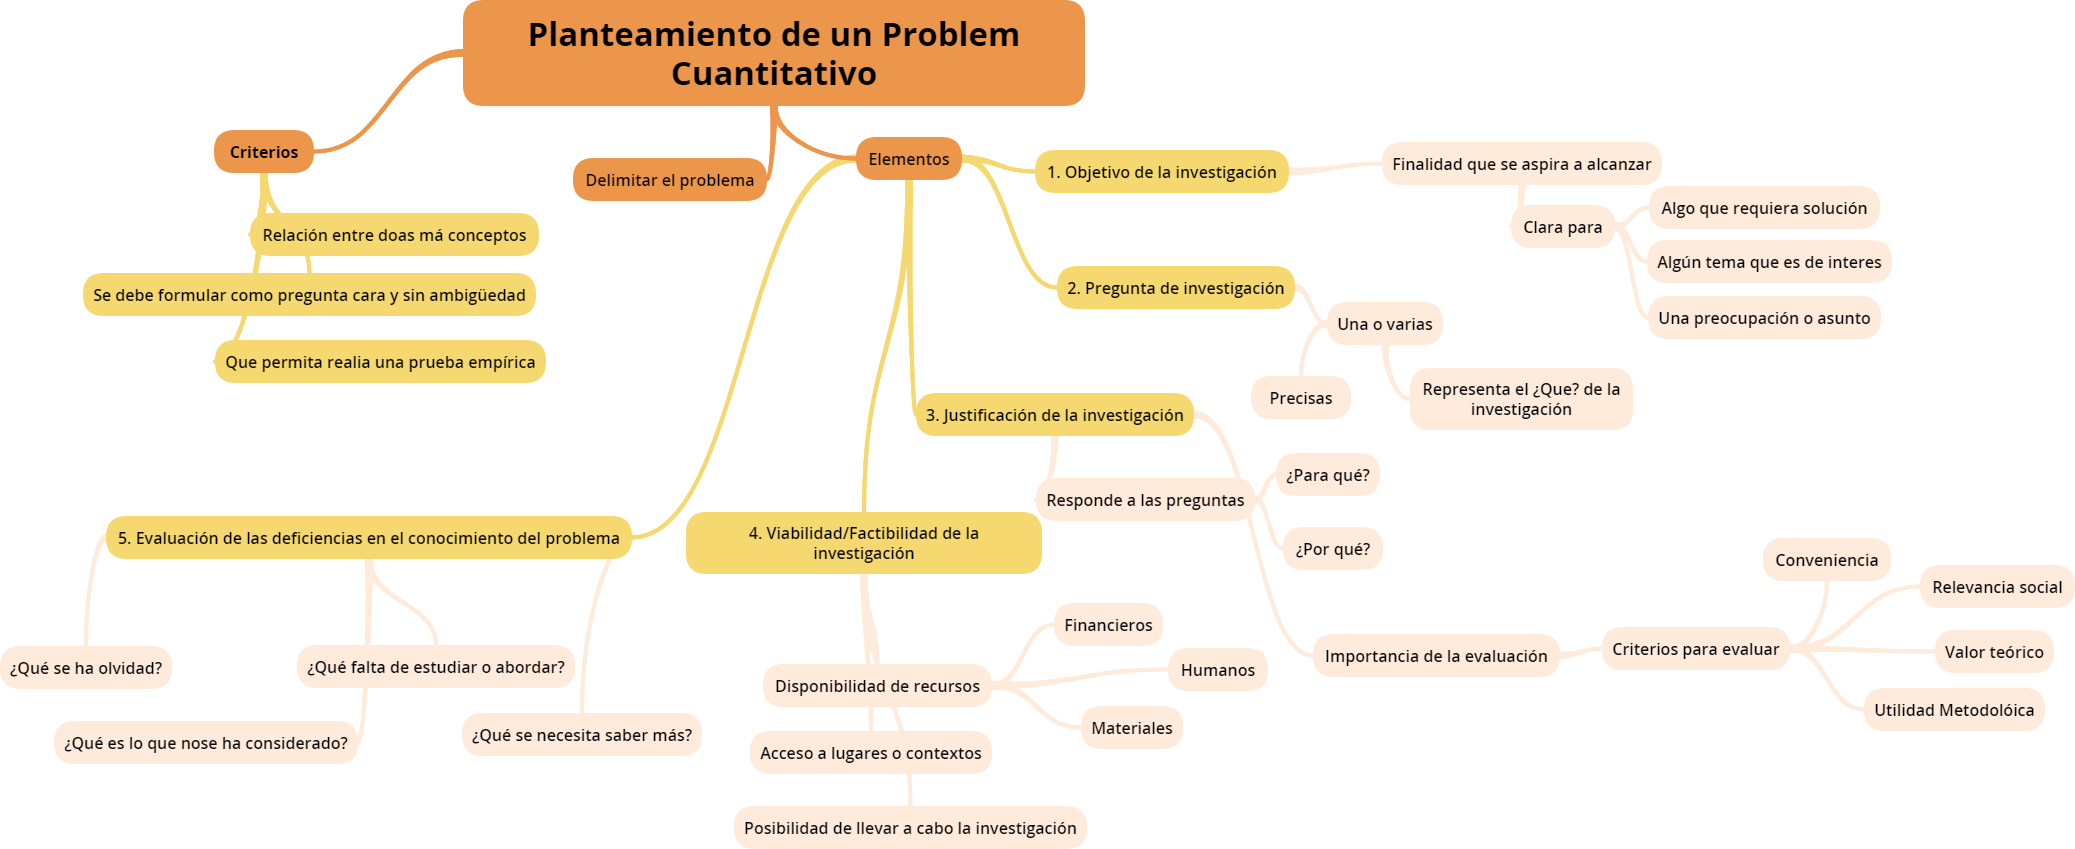 Planteamiento de un Problem
Cuantitativo
Criterios
Relación entre doas má conceptos
Se debe formular como pregunta cara y sin ambigüedad
Que permita realia una prueba empírica
Delimitar el problema
Elementos
1. Objetivo de la investigación
Finalidad que se aspira a alcanzar
Clara para
Algo que requiera solución
Algún tema que es de interes
Una preocupación o asunto
2. Pregunta de investigación
Una o varias
Precisas
Representa el ¿Que? de la
investigación
3. Justificación de la investigación
Responde a las preguntas
¿Para qué?
¿Por qué?
Importancia de la evaluación
Criterios para evaluar
Conveniencia
Relevancia social
Valor teórico
Utilidad Metodolóica
4. Viabilidad/Factibilidad de la
investigación
Disponibilidad de recursos
Financieros
Humanos
Materiales
Acceso a lugares o contextos
Posibilidad de llevar a cabo la investigación
5. Evaluación de las deficiencias en el conocimiento del problema
¿Qué se ha olvidad?
¿Qué falta de estudiar o abordar?
¿Qué es lo que nose ha considerado?
¿Qué se necesita saber más?